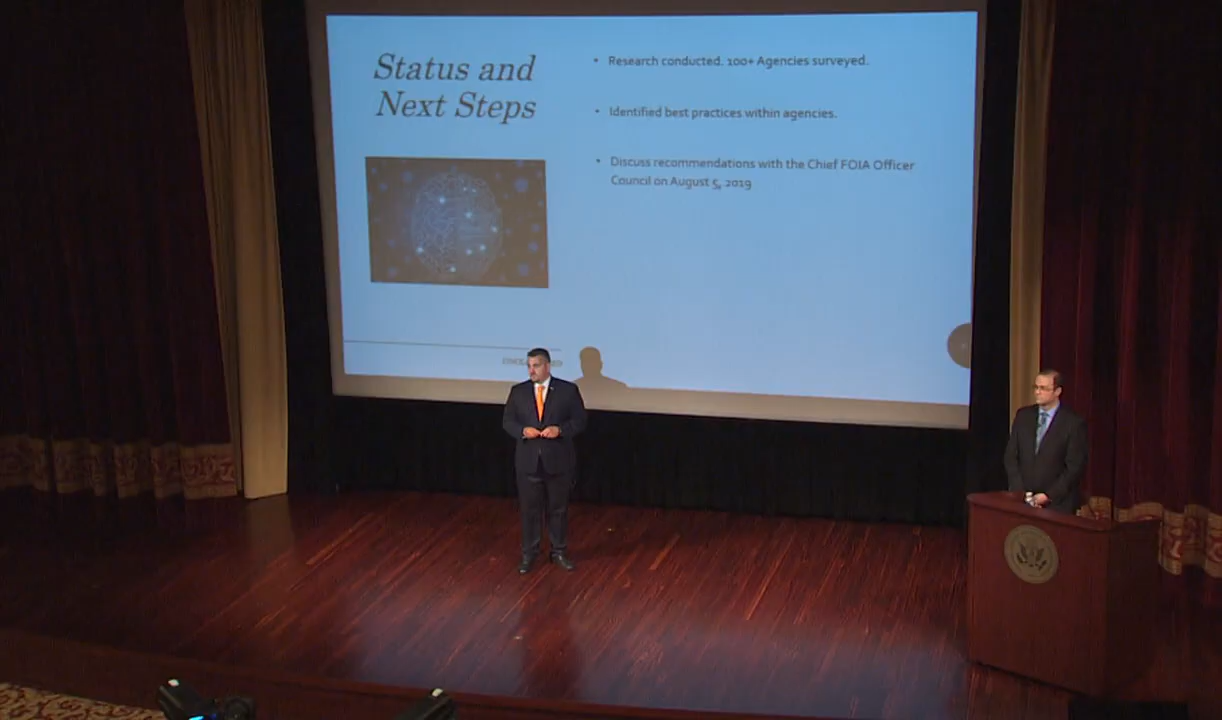 Status and
Next Steps
• Research conducted. 100+ Agencies surveyed.
• Identified best practices within agencies.
• Discuss recommendations with the Chief FOIA Officer
Council on August 5, 2019